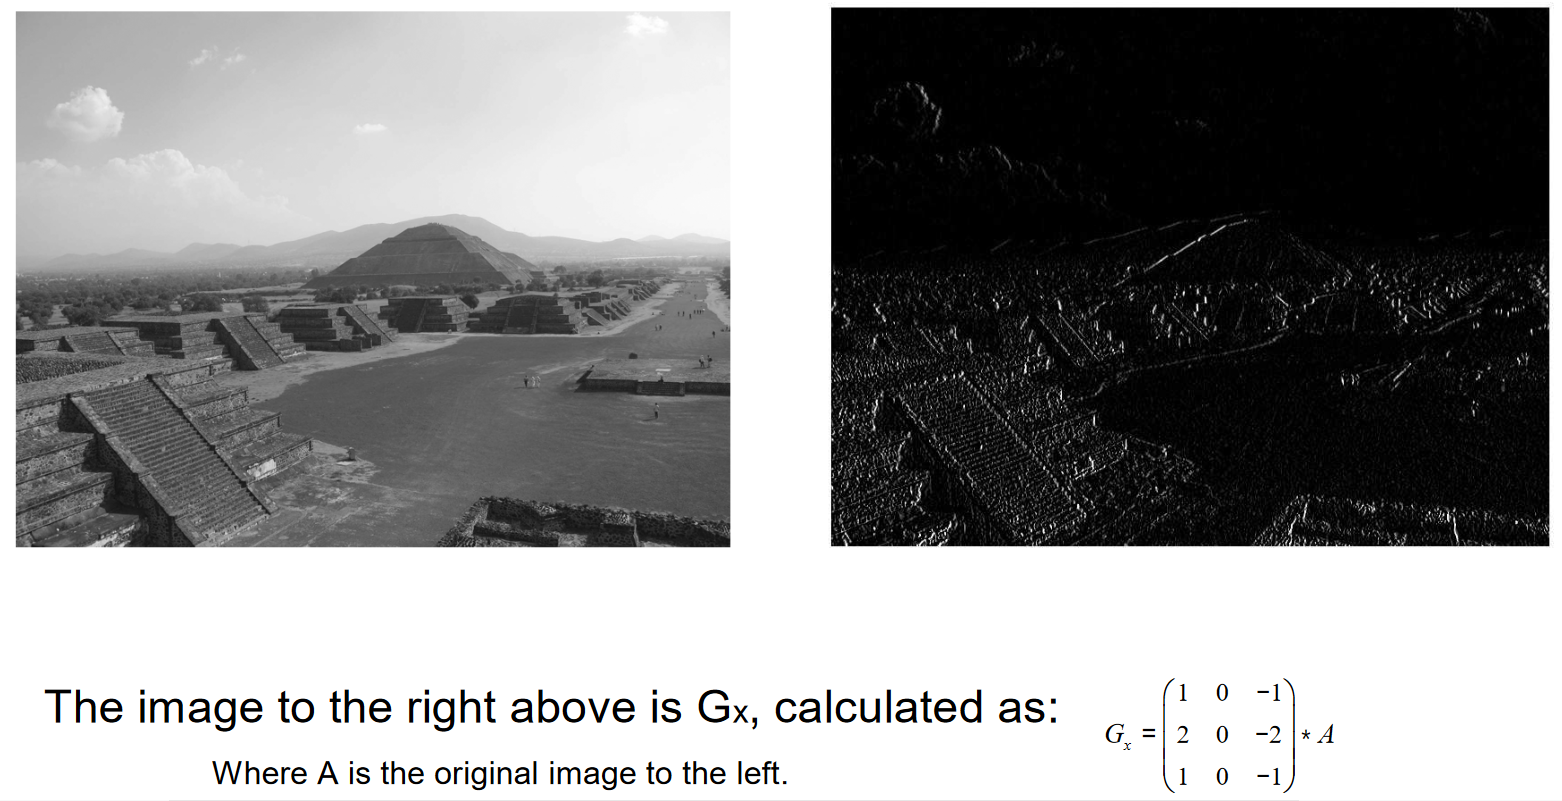 The image to the right above is Gx, calculated as:
Gx = ( 1 0 −1
2 0 −2
1 0 −1 ) * A
Where A is the original image to the left.